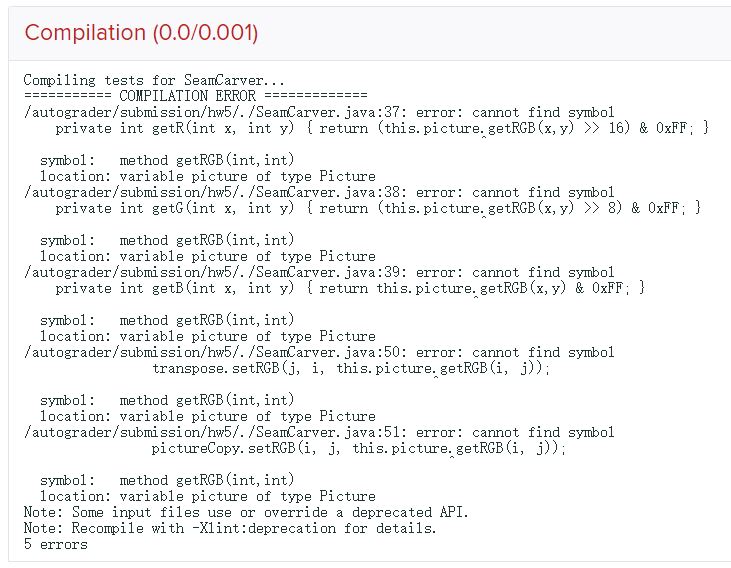 Compilation (0.0/0.001)
Compiling tests for SeamCarver...
=========== COMPILATION ERROR =============
/autograder/submission/hw5/./SeamCarver.java:37: error: cannot find symbol
    private int getR(int x, int y) { return (this.picture.getRGB(x,y) >> 16) & 0xFF; }
                                                         ^
  symbol:   method getRGB(int,int)
  location: variable picture of type Picture
/autograder/submission/hw5/./SeamCarver.java:38: error: cannot find symbol
    private int getG(int x, int y) { return (this.picture.getRGB(x,y) >> 8) & 0xFF; }
                                                         ^
  symbol:   method getRGB(int,int)
  location: variable picture of type Picture
/autograder/submission/hw5/./SeamCarver.java:39: error: cannot find symbol
    private int getB(int x, int y) { return this.picture.getRGB(x,y) & 0xFF; }
                                                        ^
  symbol:   method getRGB(int,int)
  location: variable picture of type Picture
/autograder/submission/hw5/./SeamCarver.java:50: error: cannot find symbol
                transpose.setRGB(j, i, this.picture.getRGB(i, j));
                                                   ^
  symbol:   method getRGB(int,int)
  location: variable picture of type Picture
/autograder/submission/hw5/./SeamCarver.java:51: error: cannot find symbol
                pictureCopy.setRGB(i, j, this.picture.getRGB(i, j));
                                                     ^
  symbol:   method getRGB(int,int)
  location: variable picture of type Picture
Note: Some input files use or override a deprecated API.
Note: Recompile with -Xlint:deprecation for details.
5 errors